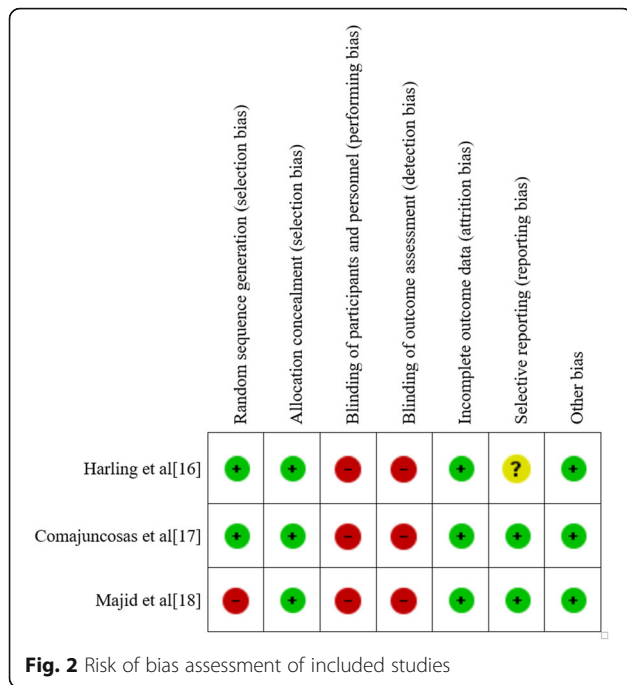 Random sequence generation (selection bias)
Allocation concealment (selection bias)
Blinding of participants and personnel (performing bias)
Blinding of outcome assessment (detection bias)
Incomplete outcome data (attrition bias)
Selective reporting (reporting bias)
Other bias
Harling et al[16] + + - - + ? +
Comajuncosas et al[17] + + - - + + +
Majid et al[18] - + - - + + +
Fig. 2 Risk of bias assessment of included studies